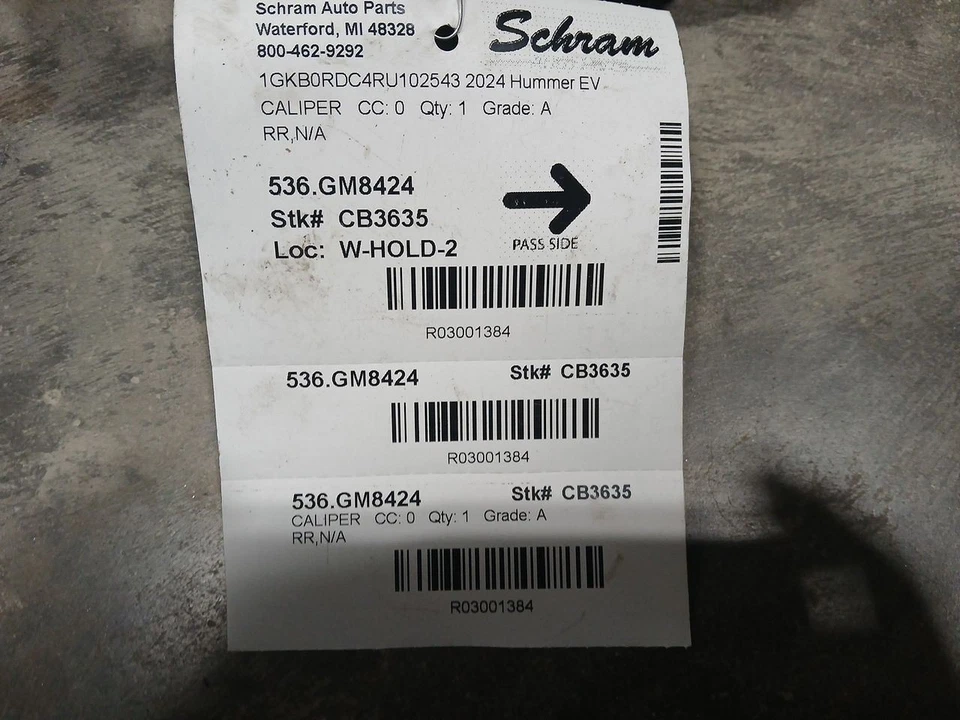 Schram Auto Parts
Waterford, MI 48328
800-462-9292
Schram
1GKB0RDC4RU102543 2024 Hummer EV
CALIPER CC: 0 Qty: 1 Grade: A
RR,N/A
536.GM8424
Stk# CB3635
Loc: W-HOLD-2
PASS SIDE
R03001384
536.GM8424 Stk# CB3635
R03001384
536.GM8424 Stk# CB3635
CALIPER CC: 0 Qty: 1 Grade: A
RR,N/A
R03001384